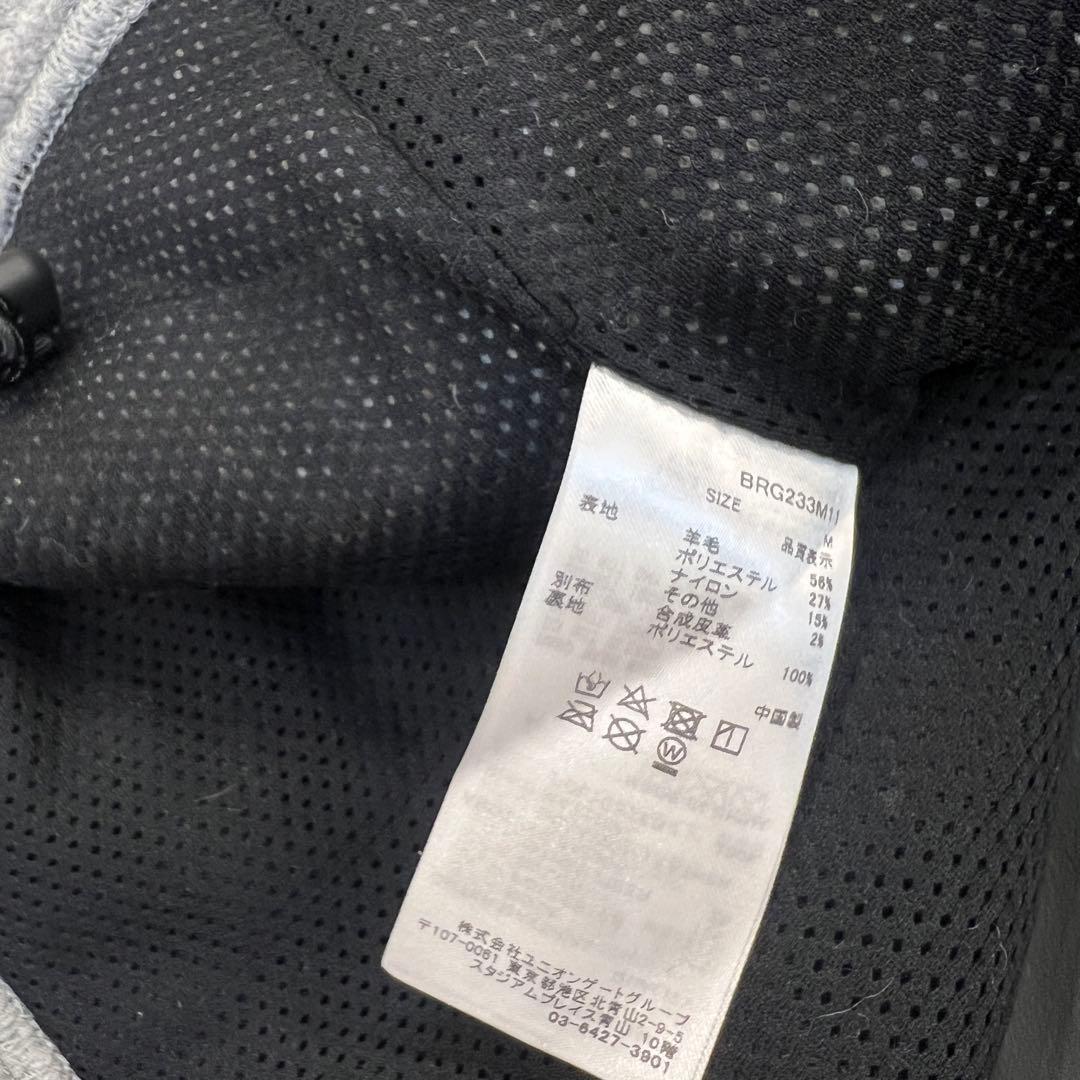 BRG233M11
SIZE M
品質表示
表地 羊毛 56%
ポリエステル 27%
ナイロン 15%
その他 2%
別布 合成皮革
裏地 ポリエステル 100%
中国製
W
株式会社ユニオンゲートグループ
〒107-0061 東京都港区北青山2-9-5
スタジアムプレイス青山 10階
03-6427-3901